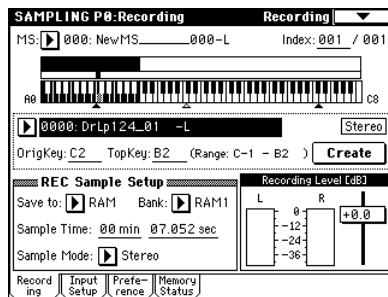 SAMPLING P0:Recording Recording
MS: 000: NewMS______000-L Index: 001 / 001
A0 C8
0000: DrLp124_01 -L Stereo
OrigKey: C2 TopKey: B2 (Range: C-1 - B2 ) Create
REC Sample Setup
Save to: RAM Bank: RAM1
Sample Time: 00 min 07.052 sec
Sample Mode: Stereo
Recording Level [dB]
L R
0
-12
-24
-36
+0.0
Record ing
Input Setup
Prefe- rence
Memory Status